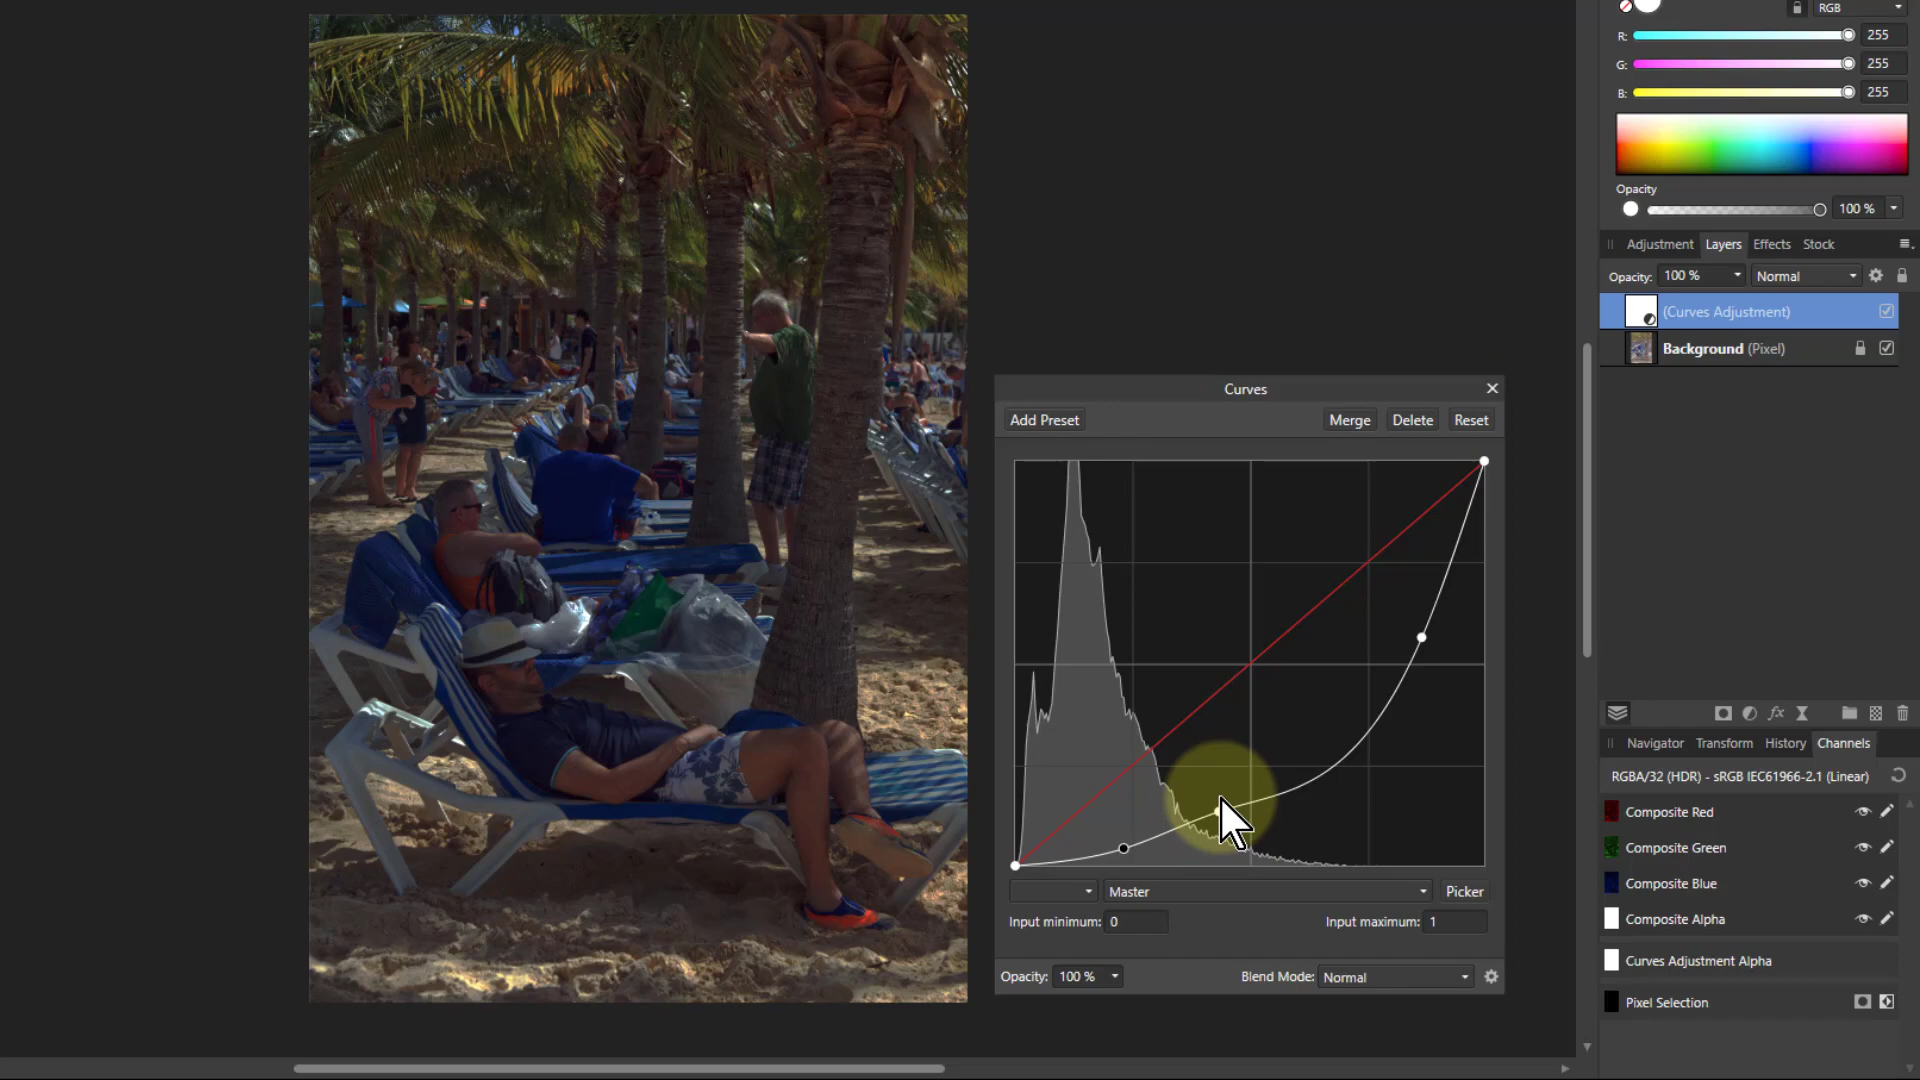 RGB
R: 255
G: 255
B: 255
Opacity
100 %
Adjustment Layers Effects Stock
Opacity: 100 % Normal
(Curves Adjustment)
Background (Pixel)
Curves
Add Preset Merge Delete Reset
Master Picker
Input minimum: 0 Input maximum: 1
Opacity: 100 % Blend Mode: Normal
fx
Navigator Transform History Channels
RGBA/32 (HDR) - sRGB IEC61966-2.1 (Linear)
Composite Red
Composite Green
Composite Blue
Composite Alpha
Curves Adjustment Alpha
Pixel Selection